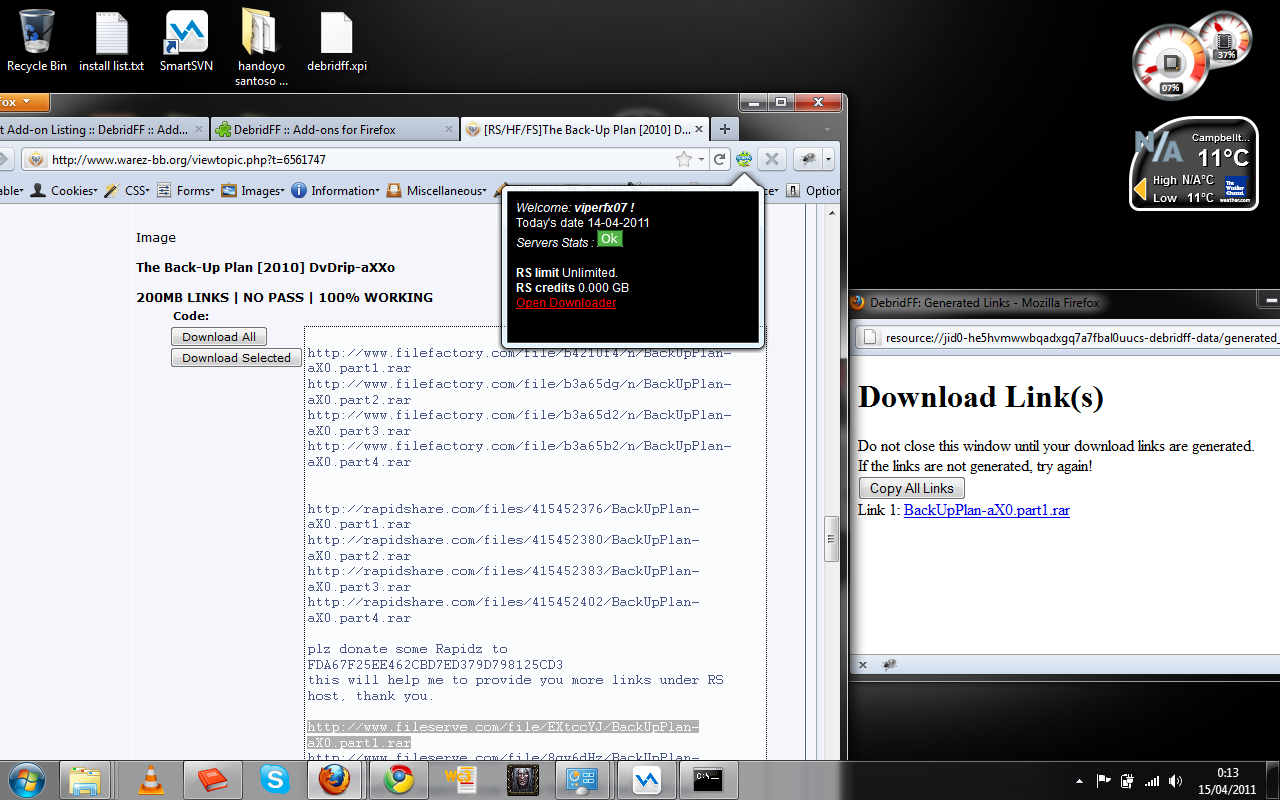 Recycle Bin
install list.txt
SmartSVN
handoyo
santoso ...
debridff.xpi
37%
07%
N/A
Campbellt...
11°C
High N/A°C
Low 11°C
The
Weather
Channel
weather.com
fox
t Add-on Listing :: DebridFF :: Add...
DebridFF :: Add-ons for Firefox
[RS/HF/FS]The Back-Up Plan [2010] D...
http://www.warez-bb.org/viewtopic.php?t=6561747
able
Cookies
CSS
Forms
Images
Information
Miscellaneous
Option
Welcome: viperfx07 !
Today's date 14-04-2011
Servers Stats : Ok
RS limit Unlimited.
RS credits 0.000 GB
Open Downloader
Image
The Back-Up Plan [2010] DvDrip-aXXo
200MB LINKS | NO PASS | 100% WORKING
Code:
Download All
Download Selected
http://www.filefactory.com/file/b4210f4/n/BackUpPlan-
aX0.part1.rar
http://www.filefactory.com/file/b3a65dg/n/BackUpPlan-
aX0.part2.rar
http://www.filefactory.com/file/b3a65d2/n/BackUpPlan-
aX0.part3.rar
http://www.filefactory.com/file/b3a65b2/n/BackUpPlan-
aX0.part4.rar
http://rapidshare.com/files/415452376/BackUpPlan-
aX0.part1.rar
http://rapidshare.com/files/415452380/BackUpPlan-
aX0.part2.rar
http://rapidshare.com/files/415452383/BackUpPlan-
aX0.part3.rar
http://rapidshare.com/files/415452402/BackUpPlan-
aX0.part4.rar
plz donate some Rapidz to
FDA67F25EE462CBD7ED379D798125CD3
this will help me to provide you more links under RS
host, thank you.
http://www.fileserve.com/file/EXtccYJ/BackUpPlan-
aX0.part1.rar
http://www.fileserve.com/file/8gv6dHz/BackUpPlan-
DebridFF: Generated Links - Mozilla Firefox
resource://jid0-he5hvmwwbqadxgq7a7fbal0uucs-debridff-data/generated_
Download Link(s)
Do not close this window until your download links are generated.
If the links are not generated, try again!
Copy All Links
Link 1: BackUpPlan-aX0.part1.rar
0:13
15/04/2011